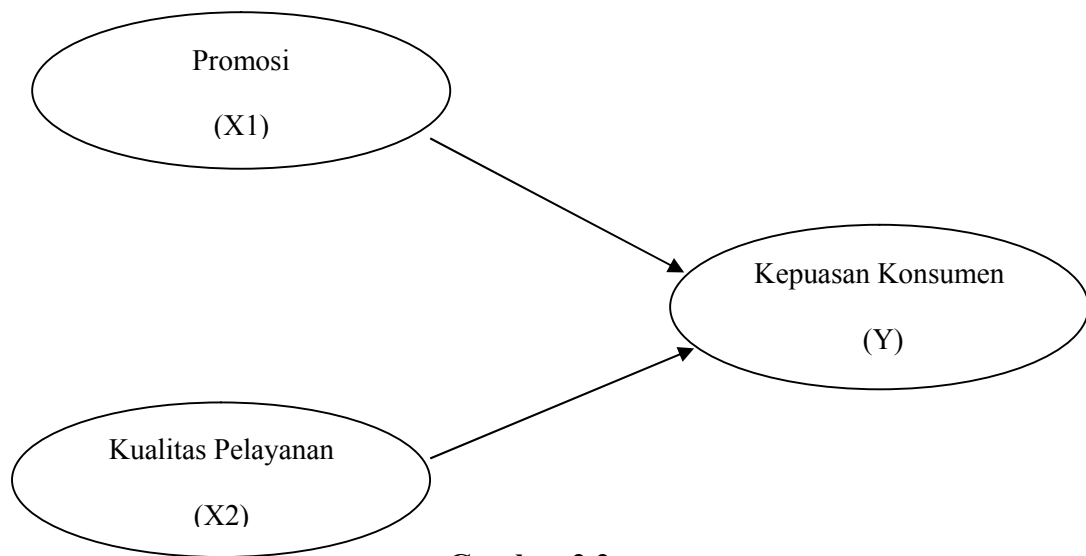 Promosi
(X1)
Kepuasan Konsumen
(Y)
Kualitas Pelayanan
(X2)